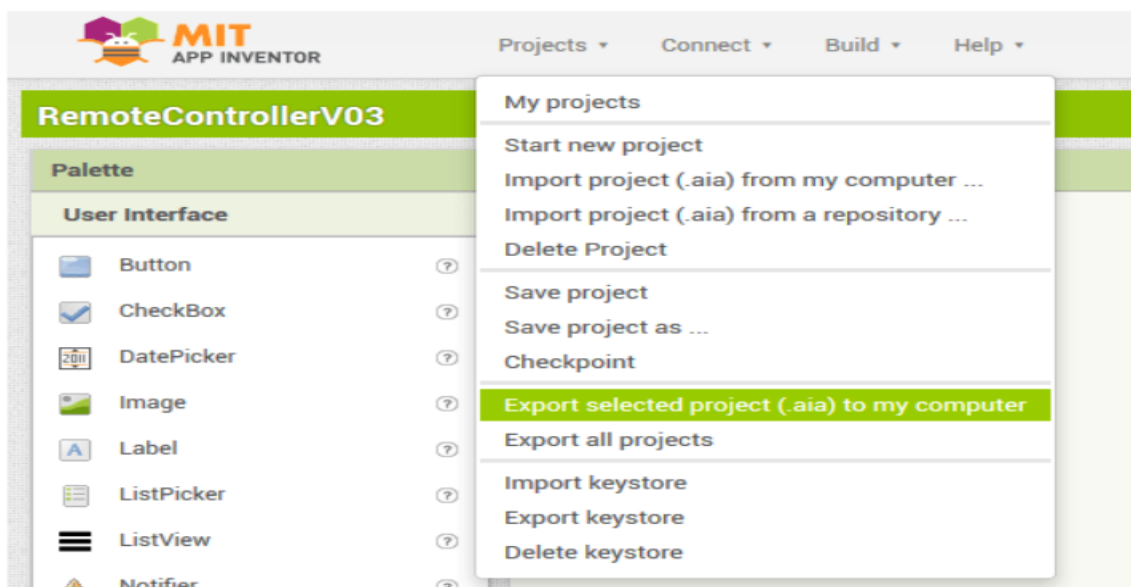 MIT
APP INVENTOR
Projects Connect Build Help
RemoteControllerV03
My projects
Start new project
Import project (.aia) from my computer ...
Import project (.aia) from a repository ...
Delete Project
Save project
Save project as ...
Checkpoint
Export selected project (.aia) to my computer
Export all projects
Import keystore
Export keystore
Delete keystore
Palette
User Interface
Button
CheckBox
2011 DatePicker
Image
A Label
ListPicker
ListView
Notifier